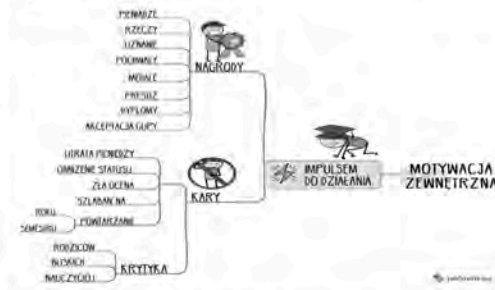 PIENIĄDZE
RZECZY
UZNANIE
POCHWAŁY
MEDALE
PRESTIŻ
DYPLOMY
AKCEPTACJA GUPY
NAGRODY
UTRATA PIENIĘDZY
OBNIŻENIE STATUSU
ZŁA OCENA
SZLABAN NA
ROKU
SEMESTRU
POWTARZANIE
KARY
RODZICÓW
BLISKICH
NAUCZYCIELI
KRYTYKA
IMPULSEM
DO DZIAŁANIA
MOTYWACJA
ZEWNĘTRZNA